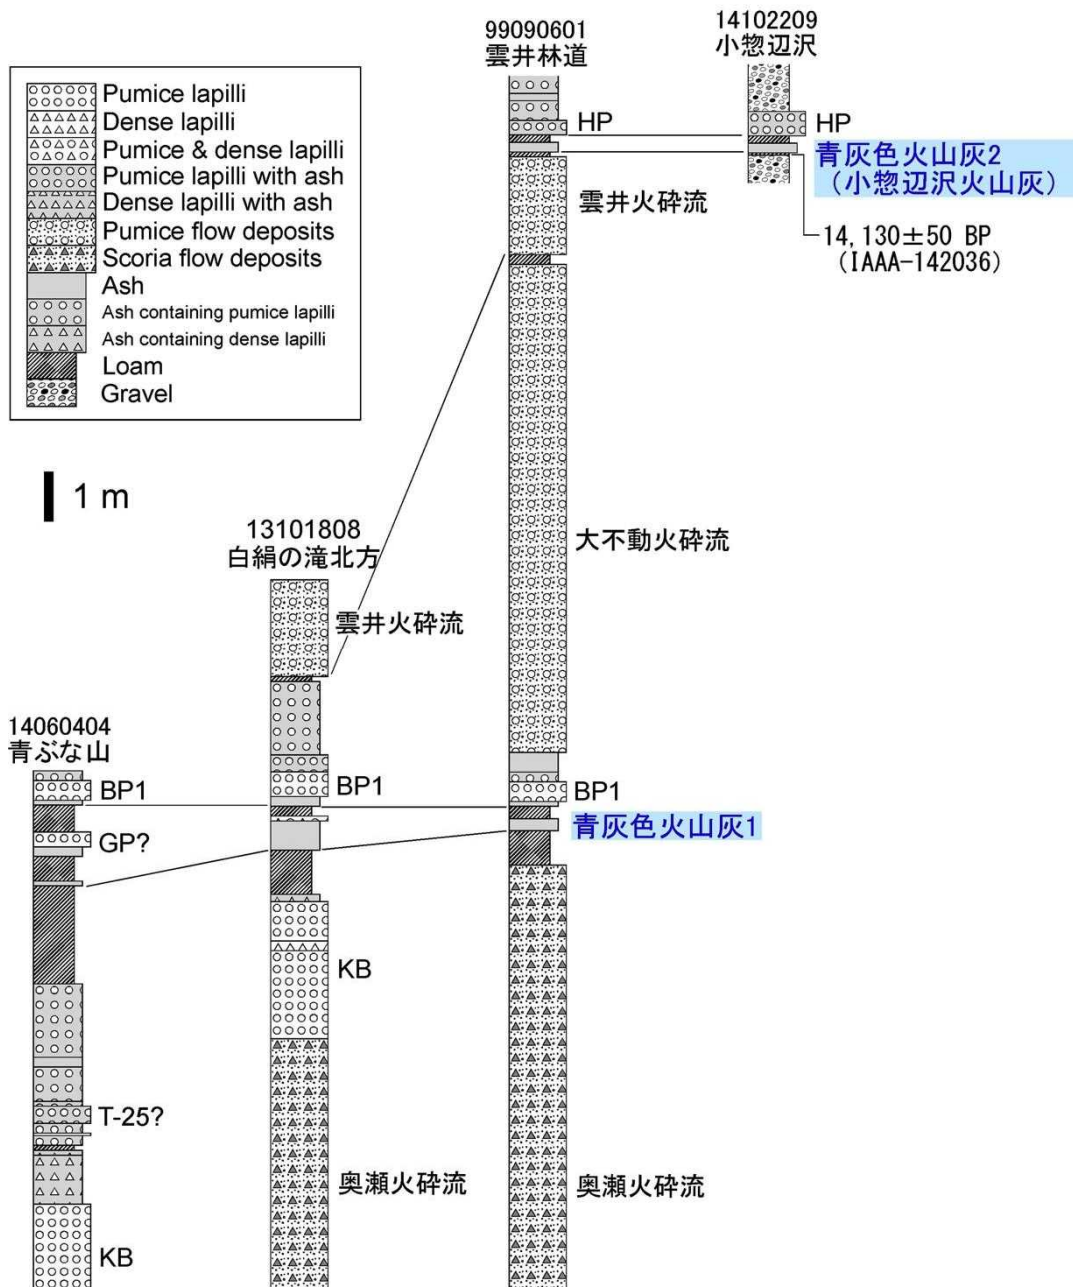 99090601
雲井林道
14102209
小惣辺沢
Pumice lapilli
Dense lapilli
Pumice & dense lapilli
Pumice lapilli with ash
Dense lapilli with ash
Pumice flow deposits
Scoria flow deposits
Ash
Ash containing pumice lapilli
Ash containing dense lapilli
Loam
Gravel
HP
HP
青灰色火山灰2
（小惣辺沢火山灰）
雲井火砕流
14,130±50 BP
(IAAA-142036)
1 m
13101808
白絹の滝北方
大不動火砕流
雲井火砕流
14060404
青ぶな山
BP1
BP1
BP1
GP?
青灰色火山灰1
KB
T-25?
奥瀬火砕流
奥瀬火砕流
KB